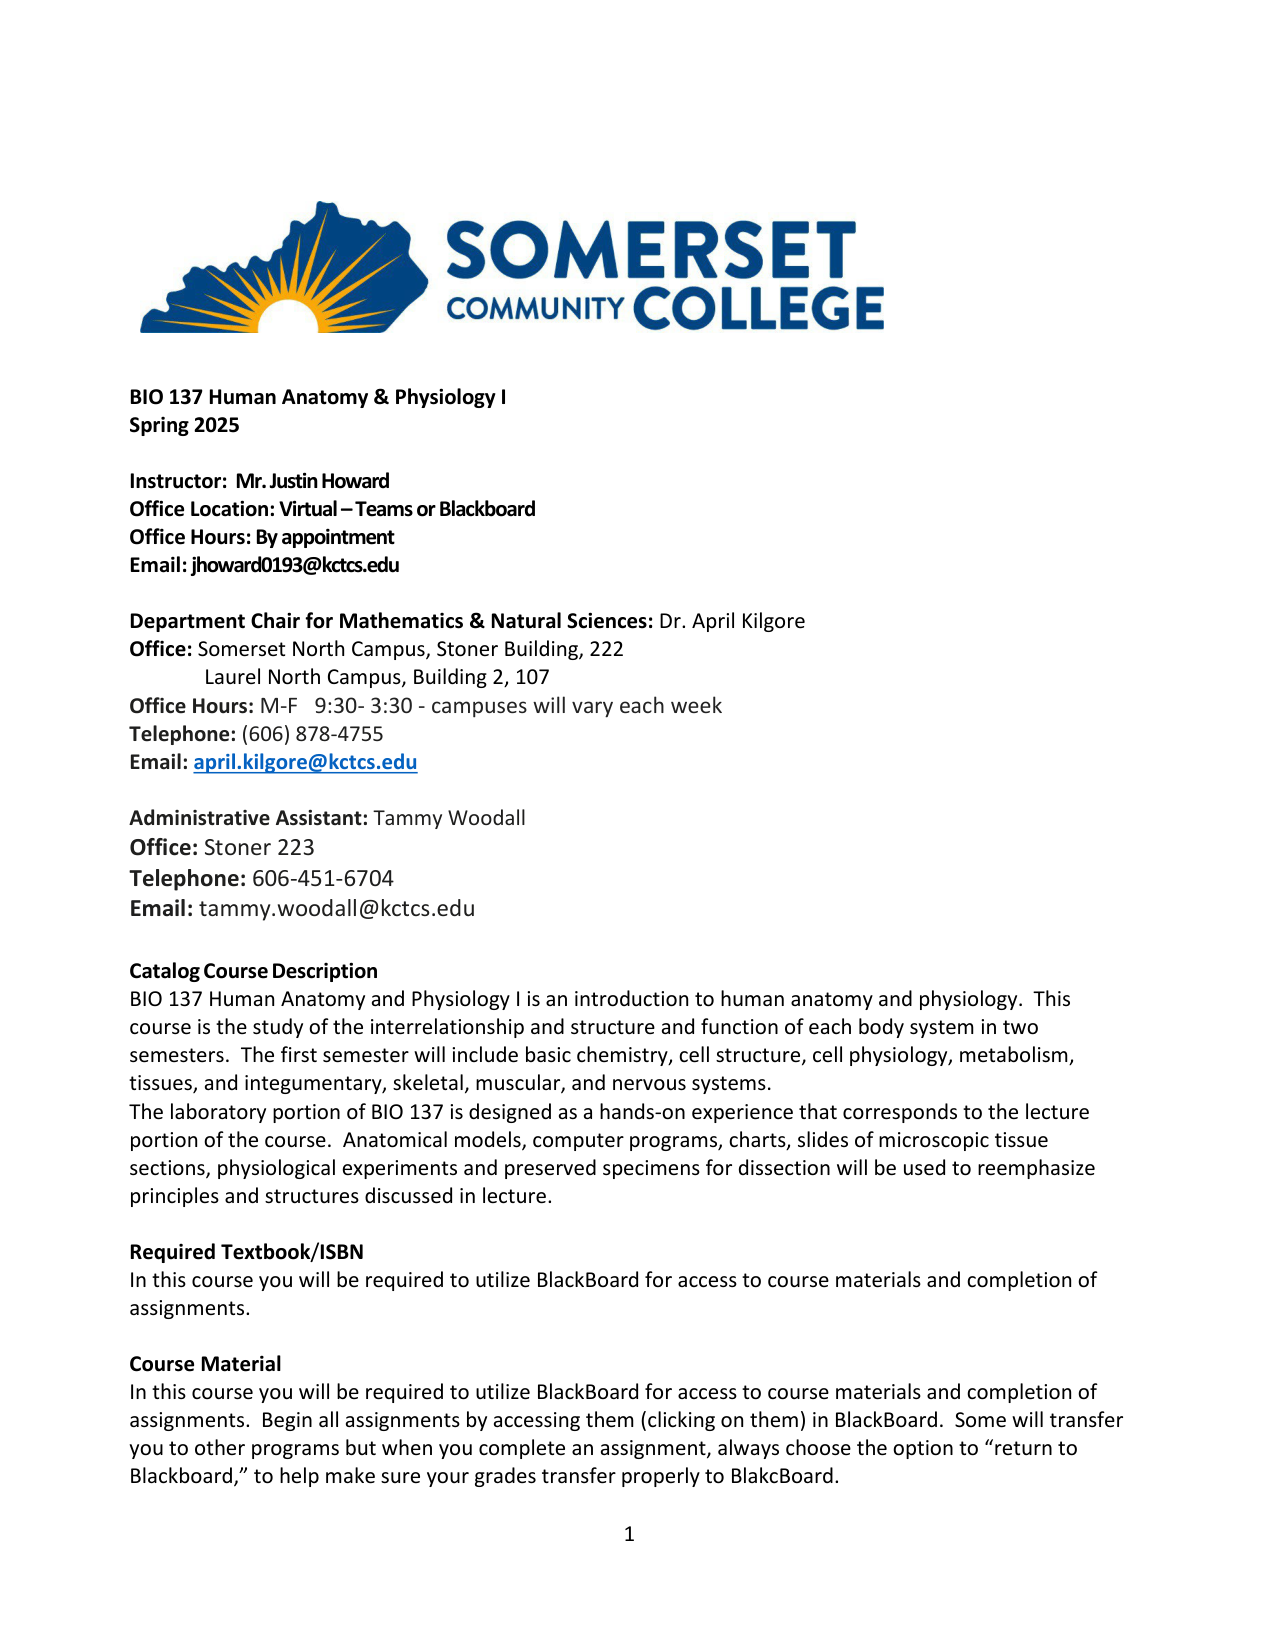 SOMERSET
COMMUNITY COLLEGE
BIO 137 Human Anatomy & Physiology I
Spring 2025
Instructor: Mr. Justin Howard
Office Location: Virtual – Teams or Blackboard
Office Hours: By appointment
Email: jhoward0193@kctcs.edu
Department Chair for Mathematics & Natural Sciences: Dr. April Kilgore
Office: Somerset North Campus, Stoner Building, 222
Laurel North Campus, Building 2, 107
Office Hours: M-F 9:30- 3:30 - campuses will vary each week
Telephone: (606) 878-4755
Email: april.kilgore@kctcs.edu
Administrative Assistant: Tammy Woodall
Office: Stoner 223
Telephone: 606-451-6704
Email: tammy.woodall@kctcs.edu
Catalog Course Description
BIO 137 Human Anatomy and Physiology I is an introduction to human anatomy and physiology. This
course is the study of the interrelationship and structure and function of each body system in two
semesters. The first semester will include basic chemistry, cell structure, cell physiology, metabolism,
tissues, and integumentary, skeletal, muscular, and nervous systems.
The laboratory portion of BIO 137 is designed as a hands-on experience that corresponds to the lecture
portion of the course. Anatomical models, computer programs, charts, slides of microscopic tissue
sections, physiological experiments and preserved specimens for dissection will be used to reemphasize
principles and structures discussed in lecture.
Required Textbook/ISBN
In this course you will be required to utilize BlackBoard for access to course materials and completion of
assignments.
Course Material
In this course you will be required to utilize BlackBoard for access to course materials and completion of
assignments. Begin all assignments by accessing them (clicking on them) in BlackBoard. Some will transfer
you to other programs but when you complete an assignment, always choose the option to “return to
Blackboard,” to help make sure your grades transfer properly to BlakcBoard.
1